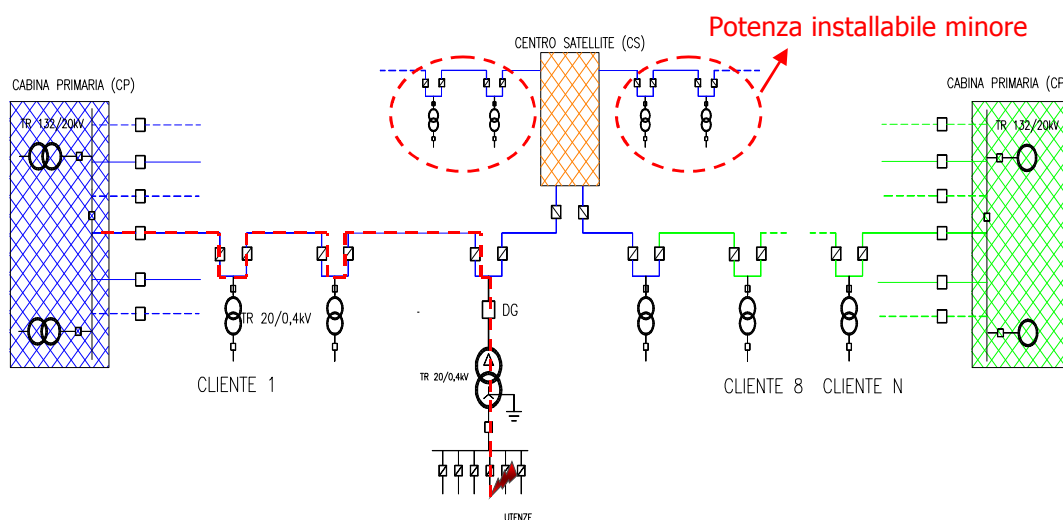 Potenza installabile minore
CENTRO SATELLITE (CS)
CABINA PRIMARIA (CP)
CABINA PRIMARIA (CP
TR 132/20kV
TR 132/20kV
TR 20/0,4kV
DG
TR 20/0,4kV
CLIENTE 1
CLIENTE 8
CLIENTE N
UTENZE